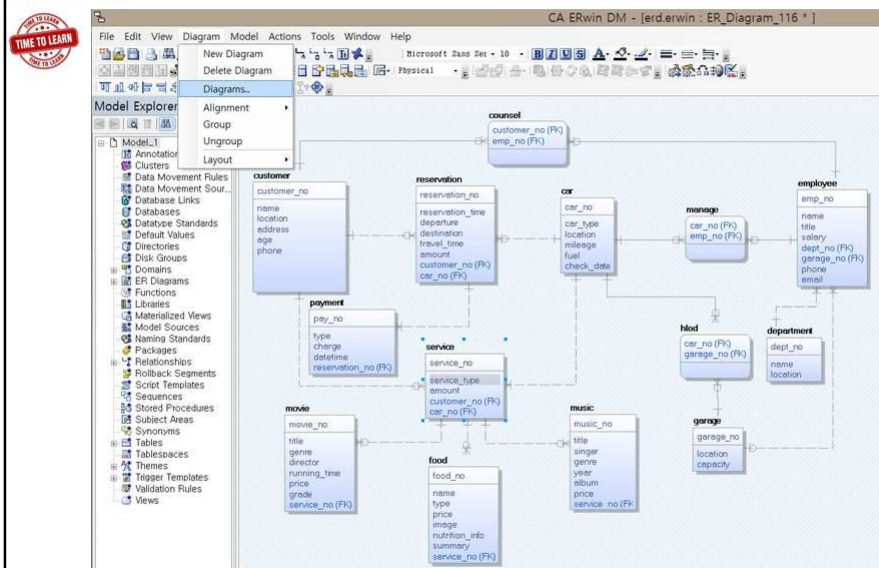 TIME TO LEARN
TIME TO LEARN
TIME TO LEARN
CA ERwin DM - [erd.erwin : ER_Diagram_116 * ]
File Edit View Diagram Model Actions Tools Window Help
New Diagram
Delete Diagram
Diagrams...
Alignment
Group
Ungroup
Layout
Microsoft Sans Ser - 10
B I U S A
Physical
Model Explorer
Model_1
Annotation
Clusters
Data Movement Rules
Data Movement Sour...
Database Links
Databases
Datatype Standards
Default Values
Directories
Disk Groups
Domains
ER Diagrams
Functions
Libraries
Materialized Views
Model Sources
Naming Standards
Packages
Relationships
Rollback Segments
Script Templates
Sequences
Stored Procedures
Subject Areas
Synonyms
Tables
Tablespaces
Themes
Trigger Templates
Validation Rules
Views
counsel
customer_no (FK)
emp_no (FK)
customer
customer_no
name
location
address
age
phone
reservation
reservation_no
reservation_time
departure
destination
travel_time
amount
customer_no (FK)
car_no (FK)
car
car_no
car_type
location
mileage
fuel
check_date
manage
car_no (FK)
emp_no (FK)
employee
emp_no
name
title
salary
dept_no (FK)
garage_no (FK)
phone
email
payment
pay_no
type
charge
datetime
reservation_no (FK)
service
service_no
service_type
amount
customer_no (FK)
car_no (FK)
hlod
car_no (FK)
garage_no (FK)
department
dept_no
name
location
movie
movie_no
title
genre
director
running_time
price
grade
service_no (FK)
food
food_no
name
type
price
image
nutrition_info
summary
service_no (FK)
music
music_no
title
singer
genre
year
album
price
service_no (FK
garage
garage_no
location
capacity